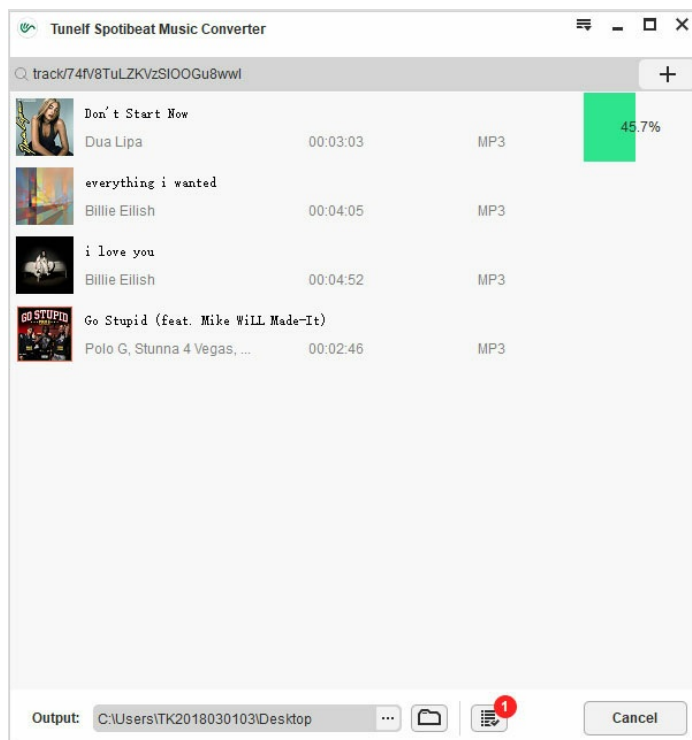 Tunelf Spotibeat Music Converter
track/74fV8TuLZKVzSIOOGu8wwl
Don't Start Now
Dua Lipa 00:03:03 MP3 45.7%
everything i wanted
Billie Eilish 00:04:05 MP3
i love you
Billie Eilish 00:04:52 MP3
GO STUPID
Go Stupid (feat. Mike WiLL Made-It)
Polo G, Stunna 4 Vegas, ... 00:02:46 MP3
Output: C:\Users\TK2018030103\Desktop ... 1 Cancel